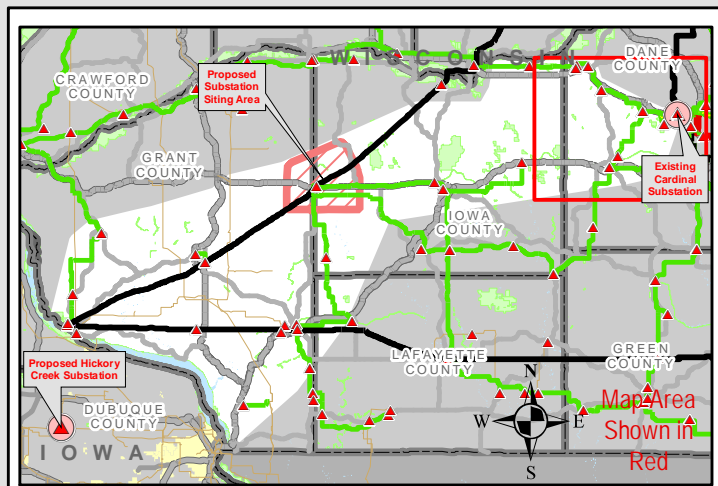 WISCONSIN
DANE
COUNTY
CRAWFORD
COUNTY
Proposed
Substation
Siting Area
GRANT
COUNTY
Existing
Cardinal
Substation
IOWA
COUNTY
Proposed Hickory
Creek Substation
LAFAYETTE
COUNTY
GREEN
COUNTY
DUBUQUE
COUNTY
IOWA
N
W
E
S
Map Area
Shown in
Red